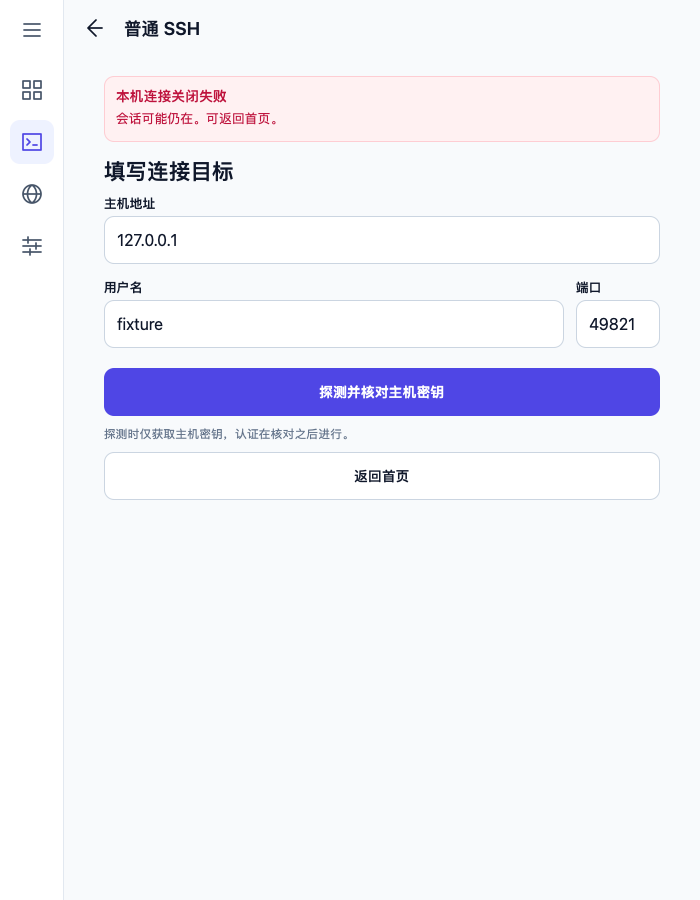 普通 SSH
本机连接关闭失败
会话可能仍在。可返回首页。
填写连接目标
主机地址
127.0.0.1
用户名
端口
fixture
49821
探测并核对主机密钥
探测时仅获取主机密钥，认证在核对之后进行。
返回首页